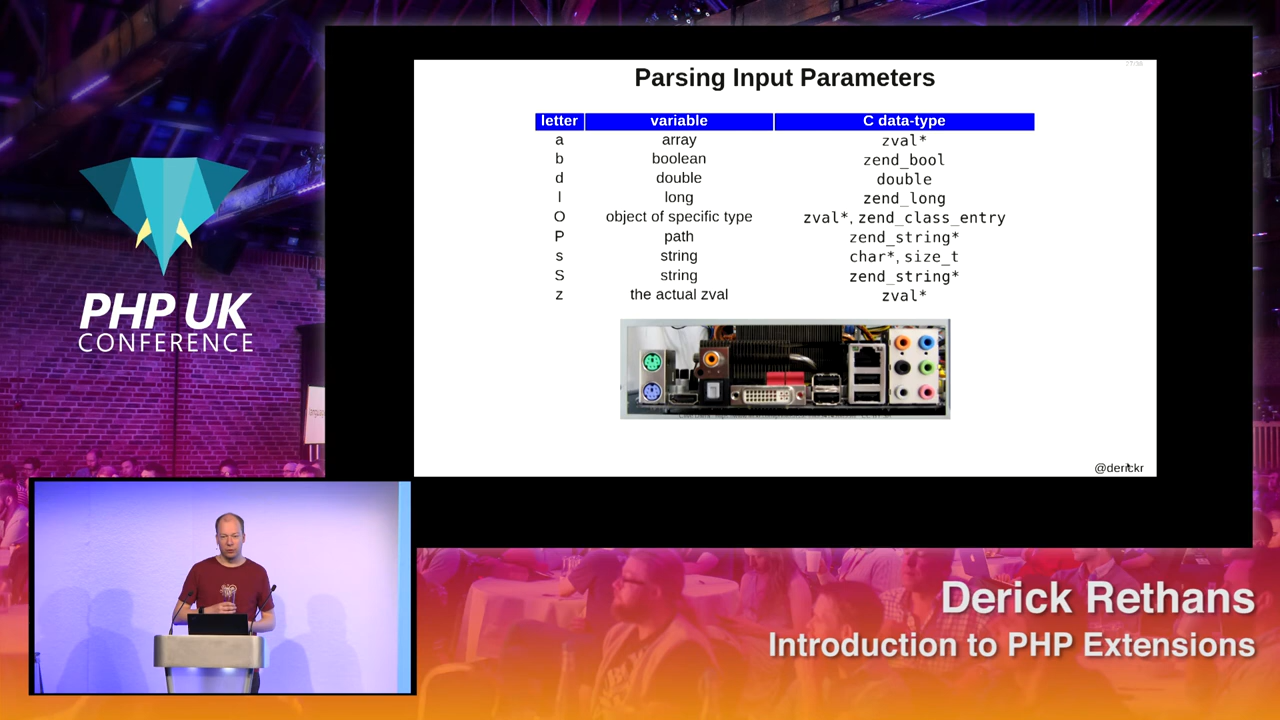 Parsing Input Parameters
letter variable C data-type
a array zval*
b boolean zend_bool
d double double
l long zend_long
O object of specific type zval*, zend_class_entry
P path zend_string*
s string char*, size_t
S string zend_string*
z the actual zval zval*
@derickr
PHP UK
CONFERENCE
Derick Rethans
Introduction to PHP Extensions